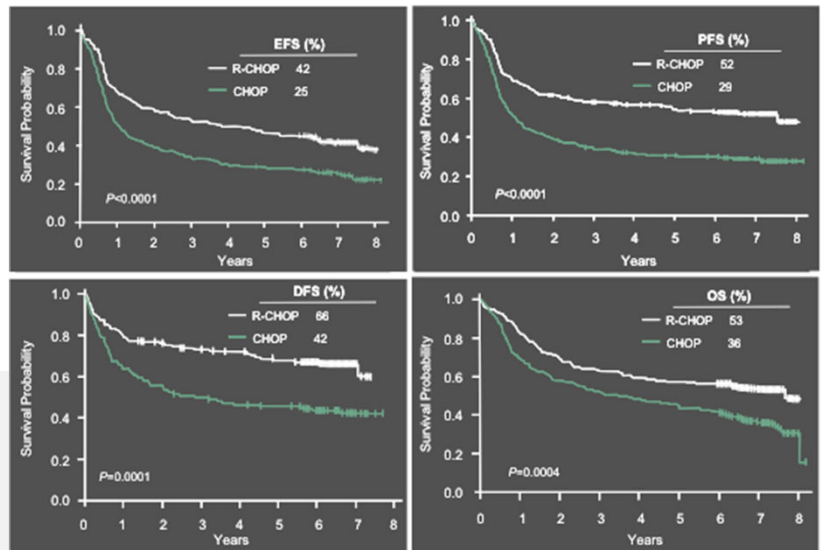 EFS (%)
R-CHOP 42
CHOP 25
Survival Probability
1.0
0.8
0.6
0.4
0.2
0.0
P<0.0001
0 1 2 3 4 5 6 7 8
Years
PFS (%)
R-CHOP 52
CHOP 29
Survival Probability
1.0
0.8
0.6
0.4
0.2
0.0
P<0.0001
0 1 2 3 4 5 6 7 8
Years
DFS (%)
R-CHOP 66
CHOP 42
Survival Probability
1.0
0.8
0.6
0.4
0.2
0.0
P=0.0001
0 1 2 3 4 5 6 7 8
Years
OS (%)
R-CHOP 53
CHOP 36
Survival Probability
1.0
0.8
0.6
0.4
0.2
0.0
P=0.0004
0 1 2 3 4 5 6 7 8
Years